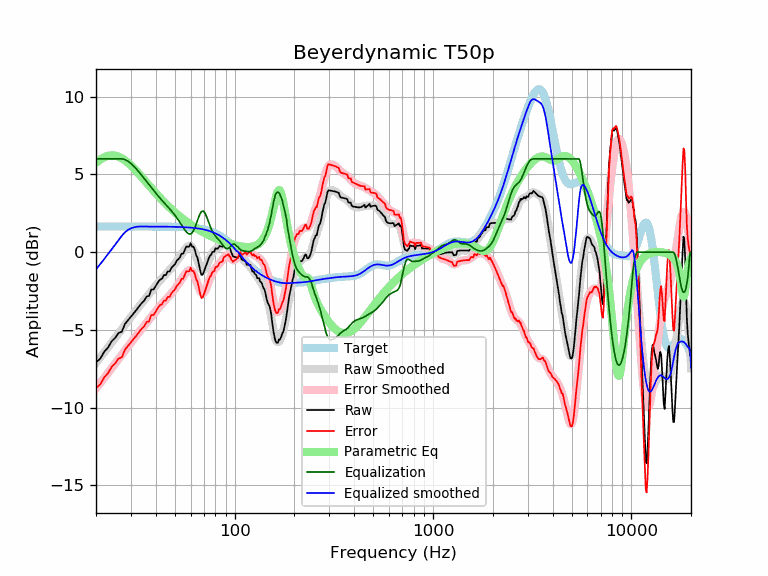 Beyerdynamic T50p
Amplitude (dBr)
10
5
0
−5
−10
−15
Target
Raw Smoothed
Error Smoothed
Raw
Error
Parametric Eq
Equalization
Equalized smoothed
100
1000
10000
Frequency (Hz)